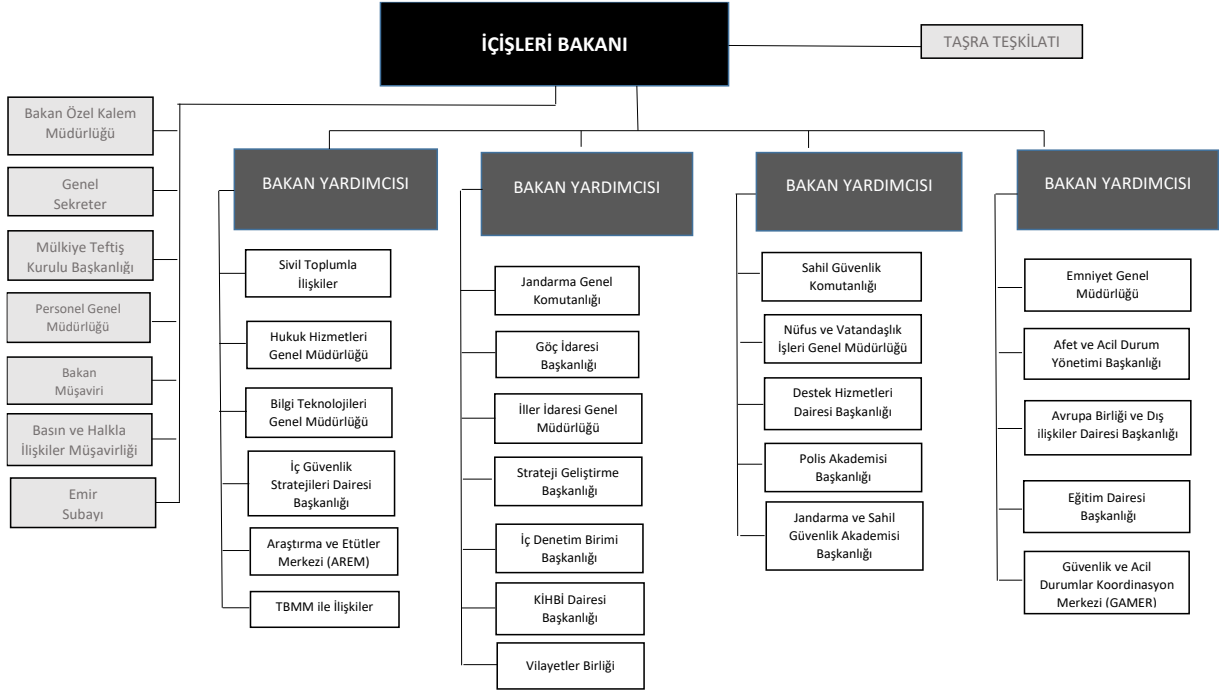 İÇİŞLERİ BAKANI
TAŞRA TEŞKİLATI
Bakan Özel Kalem
Müdürlüğü
Genel
Sekreter
Mülkiye Teftiş
Kurulu Başkanlığı
Personel Genel
Müdürlüğü
Bakan
Müşaviri
Basın ve Halkla
İlişkiler Müşavirliği
Emir
Subayı
BAKAN YARDIMCISI
Sivil Toplumla
İlişkiler
Hukuk Hizmetleri
Genel Müdürlüğü
Bilgi Teknolojileri
Genel Müdürlüğü
İç Güvenlik
Stratejileri Dairesi
Başkanlığı
Araştırma ve Etütler
Merkezi (AREM)
TBMM ile İlişkiler
BAKAN YARDIMCISI
Jandarma Genel
Komutanlığı
Göç İdaresi
Başkanlığı
İller İdaresi Genel
Müdürlüğü
Strateji Geliştirme
Başkanlığı
İç Denetim Birimi
Başkanlığı
KİHBİ Dairesi
Başkanlığı
Vilayetler Birliği
BAKAN YARDIMCISI
Sahil Güvenlik
Komutanlığı
Nüfus ve Vatandaşlık
İşleri Genel Müdürlüğü
Destek Hizmetleri
Dairesi Başkanlığı
Polis Akademisi
Başkanlığı
Jandarma ve Sahil
Güvenlik Akademisi
Başkanlığı
BAKAN YARDIMCISI
Emniyet Genel
Müdürlüğü
Afet ve Acil Durum
Yönetimi Başkanlığı
Avrupa Birliği ve Dış
ilişkiler Dairesi Başkanlığı
Eğitim Dairesi
Başkanlığı
Güvenlik ve Acil
Durumlar Koordinasyon
Merkezi (GAMER)